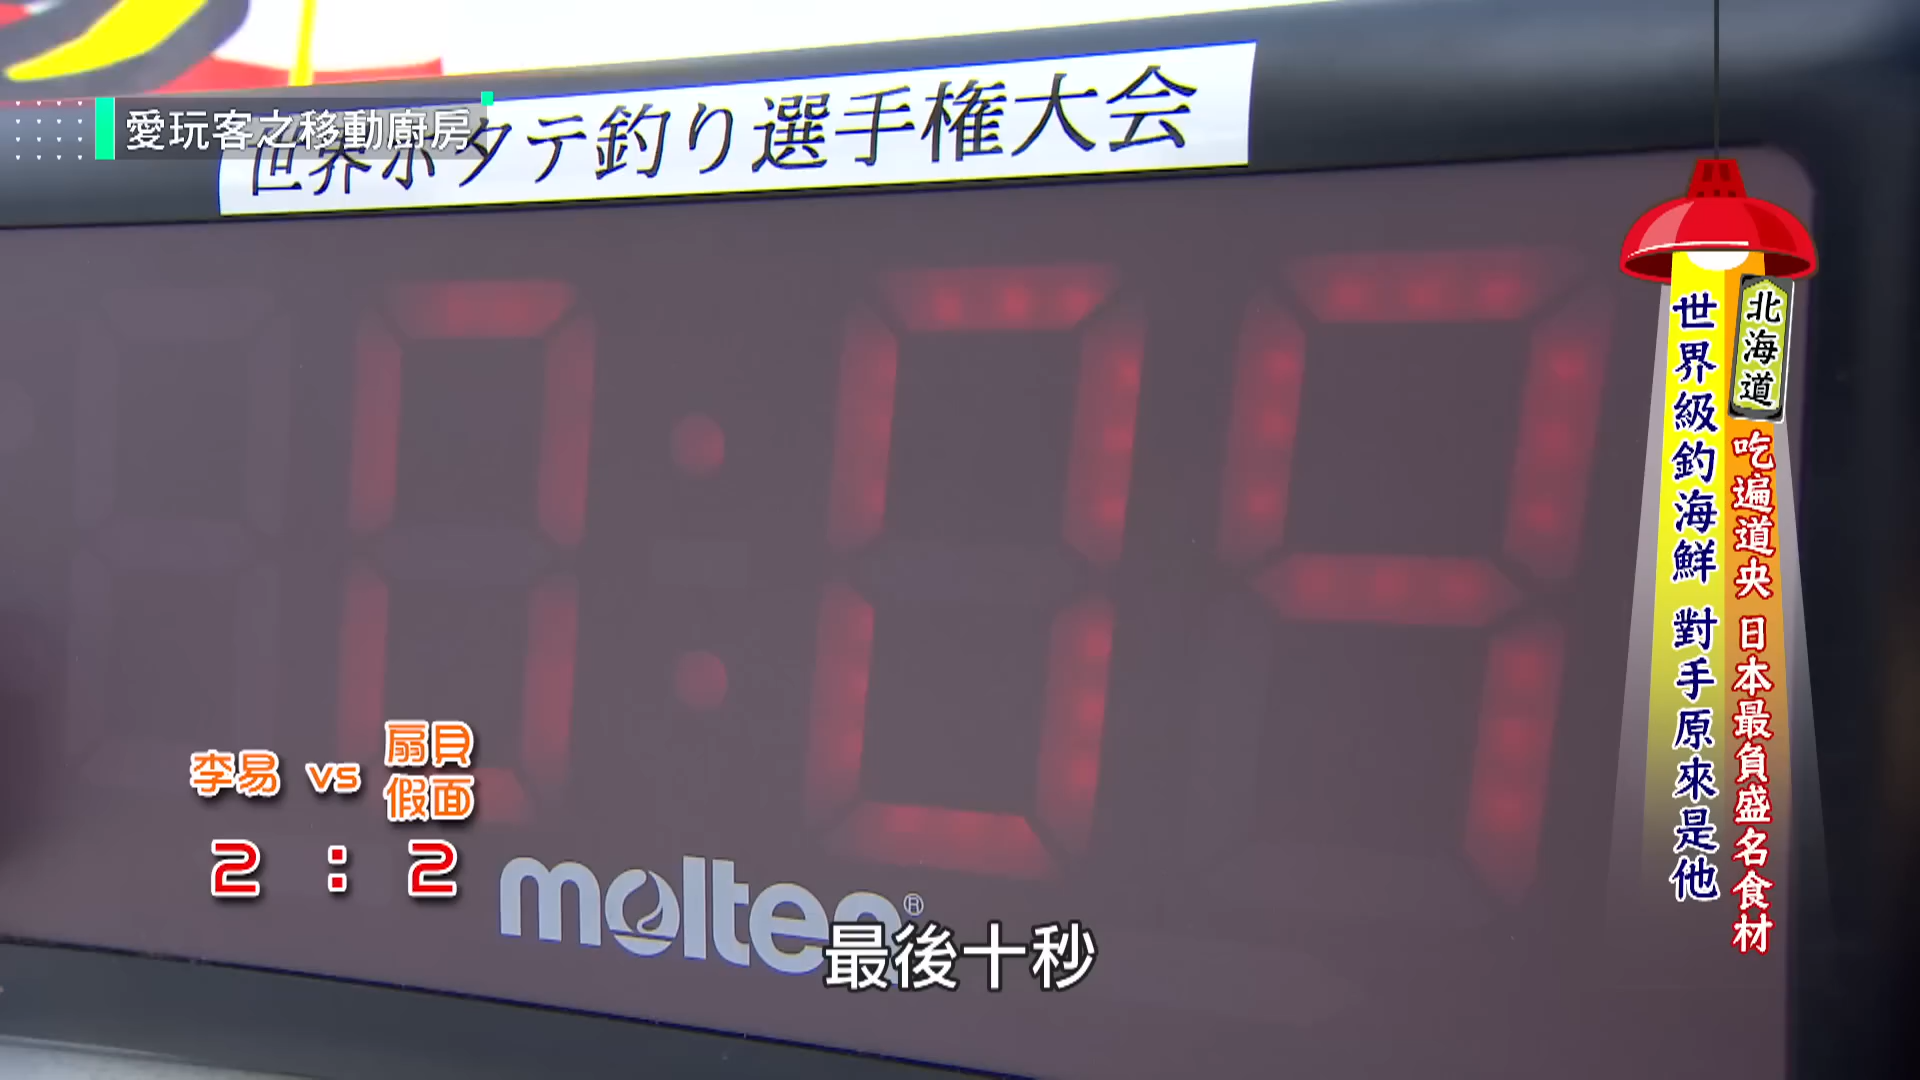 愛玩客之移動廚房
世界ホタテ釣り選手権大会
北海道
吃遍道央 日本最負盛名食材
世界級釣海鮮 對手原來是他
0:09
李易 vs 扇貝假面
2 : 2
molten®
最後十秒